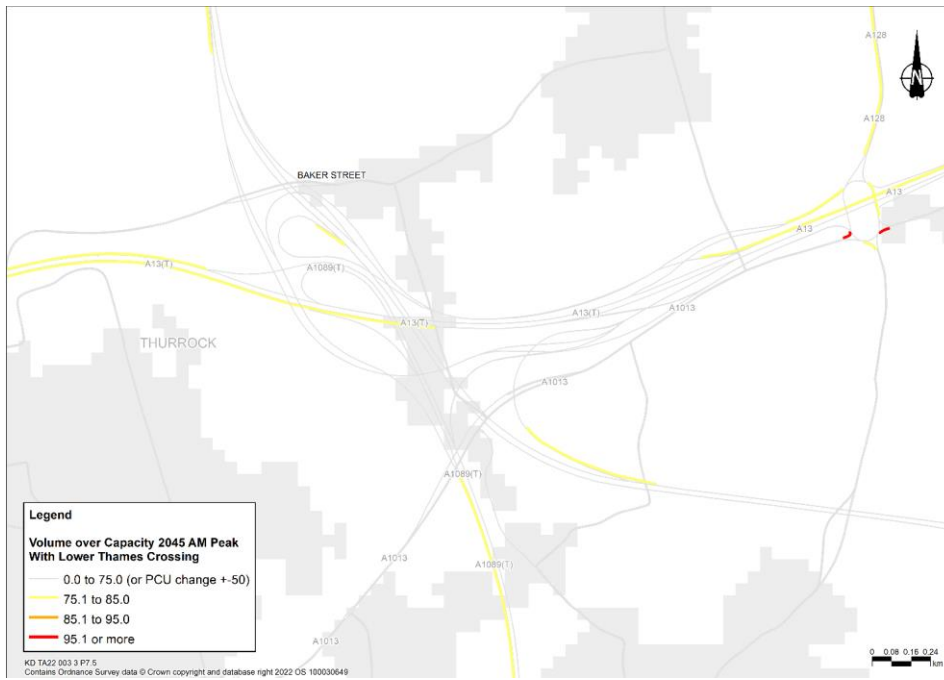 A128
N
A128
BAKER STREET
A13
A13
A1089(T)
A13(T)
A13(T)
A13(T)
A1013
THURROCK
A1013
A1089(T)
Legend
Volume over Capacity 2045 AM Peak
With Lower Thames Crossing
0.0 to 75.0 (or PCU change +-50)
75.1 to 85.0
85.1 to 95.0
95.1 or more
A1013
A1089(T)
A1013
KD TA22 003 3 P7.5
Contains Ordnance Survey data © Crown copyright and database right 2022 OS 100030649
0 0.08 0.16 0.24
km